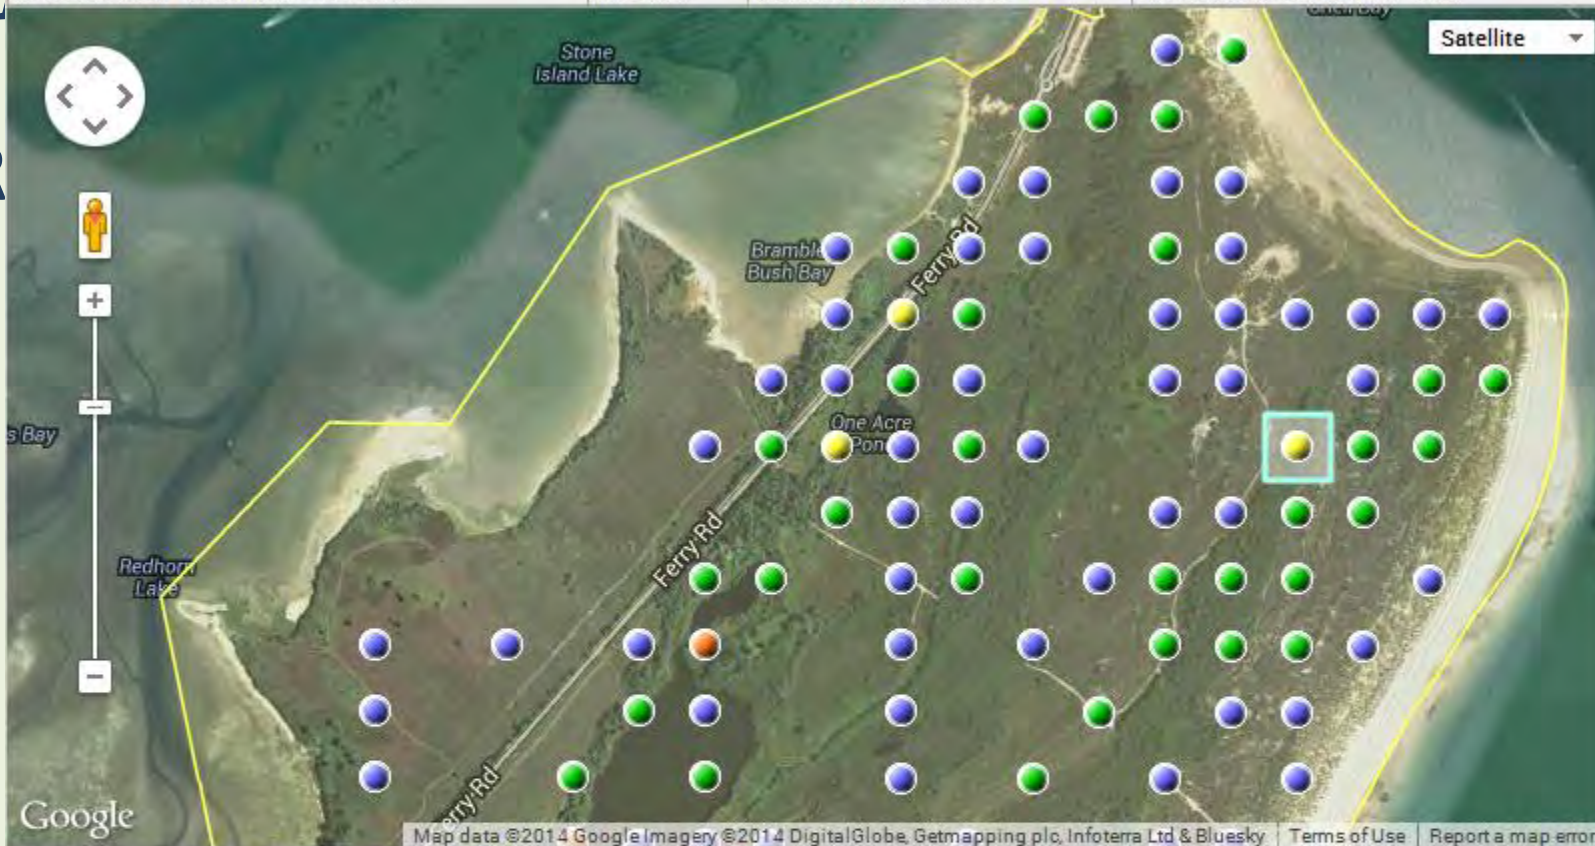 Satellite
Stone
Island Lake
Bramble
Bush Bay
Ferry Rd
One Acre
Pond
s Bay
Ferry Rd
Redhorn
Lake
Ferry Rd
Google
Map data ©2014 Google Imagery ©2014 DigitalGlobe, Getmapping plc, Infoterra Ltd & Bluesky
Terms of Use
Report a map error